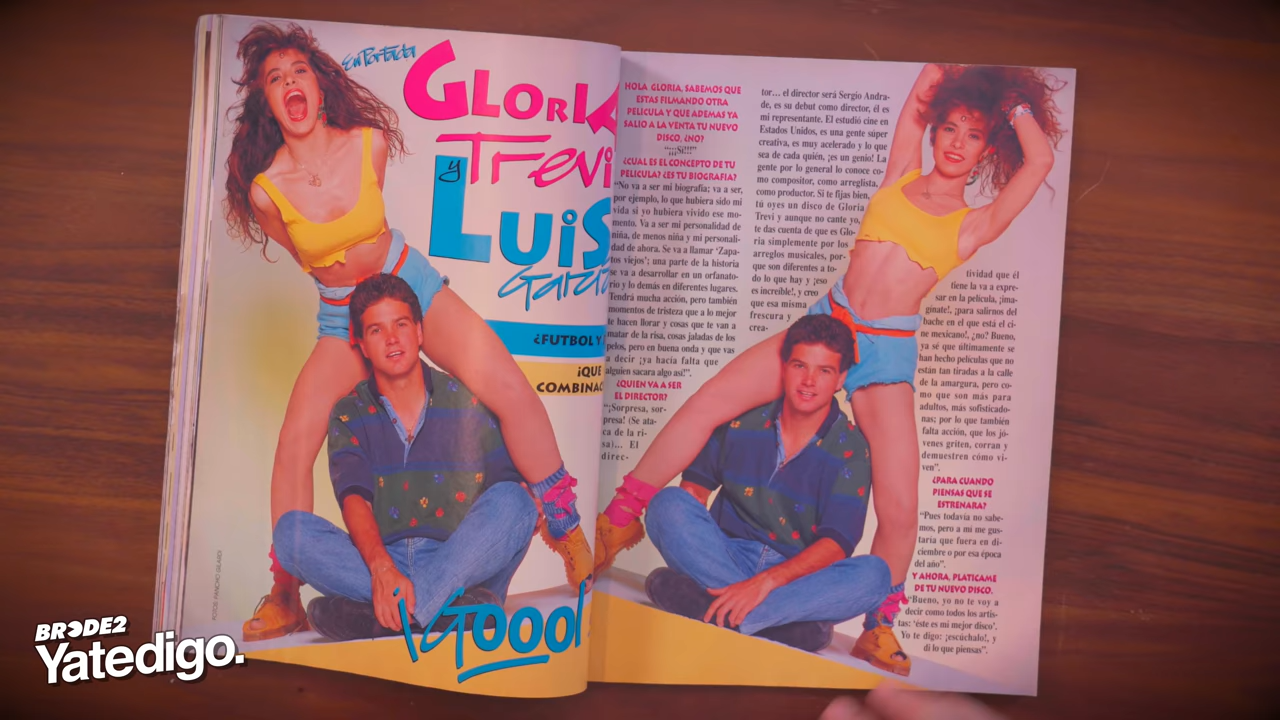 En Portada
GLORIA
TREVI
y
LUIS
García
¿FUTBOL Y
¡QUE
COMBINAC
¡GOOOL
HOLA GLORIA, SABEMOS QUE
ESTAS FILMANDO OTRA
PELICULA Y QUE ADEMAS YA
SALIO A LA VENTA TU NUEVO
DISCO, ¿NO?
"¡¡¡Sí!!!"
¿CUAL ES EL CONCEPTO DE TU
PELICULA? ¿ES TU BIOGRAFIA?
"No va a ser mi biografía; va a ser,
por ejemplo, lo que hubiera sido mi
vida si yo hubiera vivido ese mo-
mento. Va a ser mi personalidad de
niña, de menos niña y mi personali-
dad de ahora. Se va a llamar 'Zapa-
tos viejos'; una parte de la historia
se va a desarrollar en un orfanato-
rio y lo demás en diferentes lugares.
Tendrá mucha acción, pero también
momentos de tristeza que a lo mejor
te hacen llorar y cosas que te van a
matar de la risa, cosas jaladas de los
pelos, pero en buena onda y que vas
a decir ¡ya hacía falta que
alguien sacara algo así!".
¿QUIEN VA A SER
EL DIRECTOR?
"¡Sorpresa, sor-
presa! (Se ata-
ca de la ri-
sa)... El
direc-
tor... el director será Sergio Andra-
de, es su debut como director, él es
mi representante. El estudió cine en
Estados Unidos, es una gente súper
creativa, es muy acelerado y lo que
sea de cada quién, ¡es un genio! La
gente por lo general lo conoce co-
mo compositor, como arreglista,
como productor. Si te fijas bien,
tú oyes un disco de Gloria
Trevi y aunque no cante yo,
te das cuenta de que es Glo-
ria simplemente por los
arreglos musicales, por-
que son diferentes a to-
do lo que hay y ¡eso
es increíble!, y creo
que esa misma
frescura y
crea-
tividad que él
tiene la va a expre-
sar en la película, ¡ima-
gínate!, ¡para salirnos del
bache en el que está el ci-
ne mexicano!, ¿no? Bueno,
ya sé que últimamente se
han hecho películas que no
están tan tiradas a la calle
de la amargura, pero co-
mo que son más para
adultos, más sofisticado-
nas; por lo que también
falta acción, que los jó-
venes griten, corran y
demuestren cómo vi-
ven".
¿PARA CUANDO
PIENSAS QUE SE
ESTRENARA?
"Pues todavía no sabe-
mos, pero a mí me gus-
taría que fuera en di-
ciembre o por esa época
del año".
Y AHORA, PLATICAME
DE TU NUEVO DISCO.
"Bueno, yo no te voy a
decir como todos los artis-
tas: 'éste es mi mejor disco'.
Yo te digo: ¡escúchalo!, y
di lo que piensas".
BRODE2
Yatedigo.